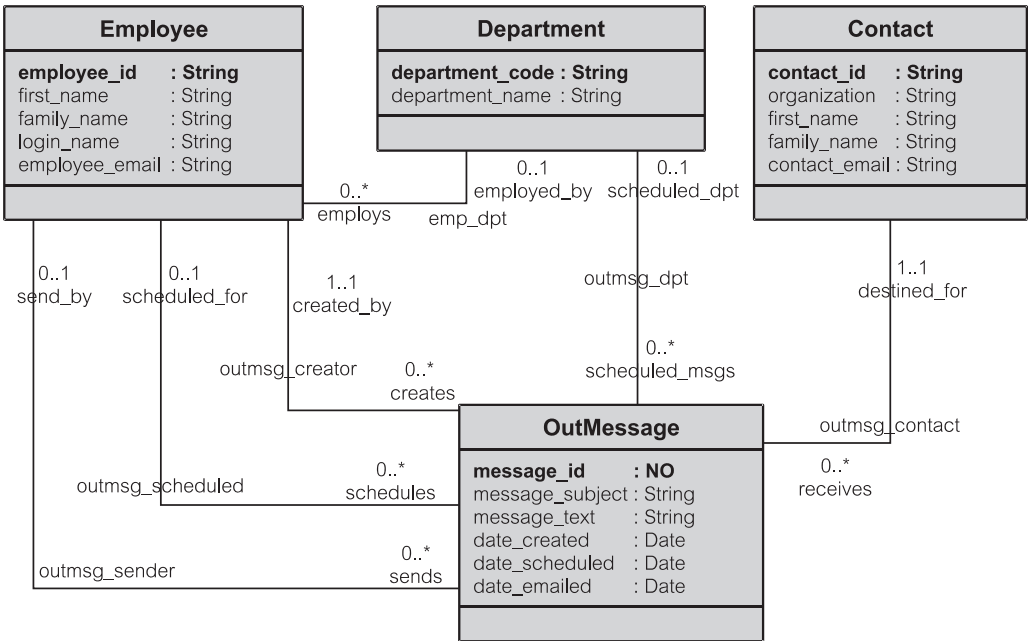 Employee
employee_id : String
first_name : String
family_name : String
login_name : String
employee_email : String
Department
department_code : String
department_name : String
Contact
contact_id : String
organization : String
first_name : String
family_name : String
contact_email : String
0..*
employs
emp_dpt
0..1
employed_by
0..1
scheduled_dpt
0..1
send_by
0..1
scheduled_for
1..1
created_by
outmsg_dpt
1..1
destined_for
outmsg_creator
0..*
creates
0..*
scheduled_msgs
outmsg_contact
0..*
receives
outmsg_scheduled
0..*
schedules
outmsg_sender
0..*
sends
OutMessage
message_id : NO
message_subject : String
message_text : String
date_created : Date
date_scheduled : Date
date_emailed : Date